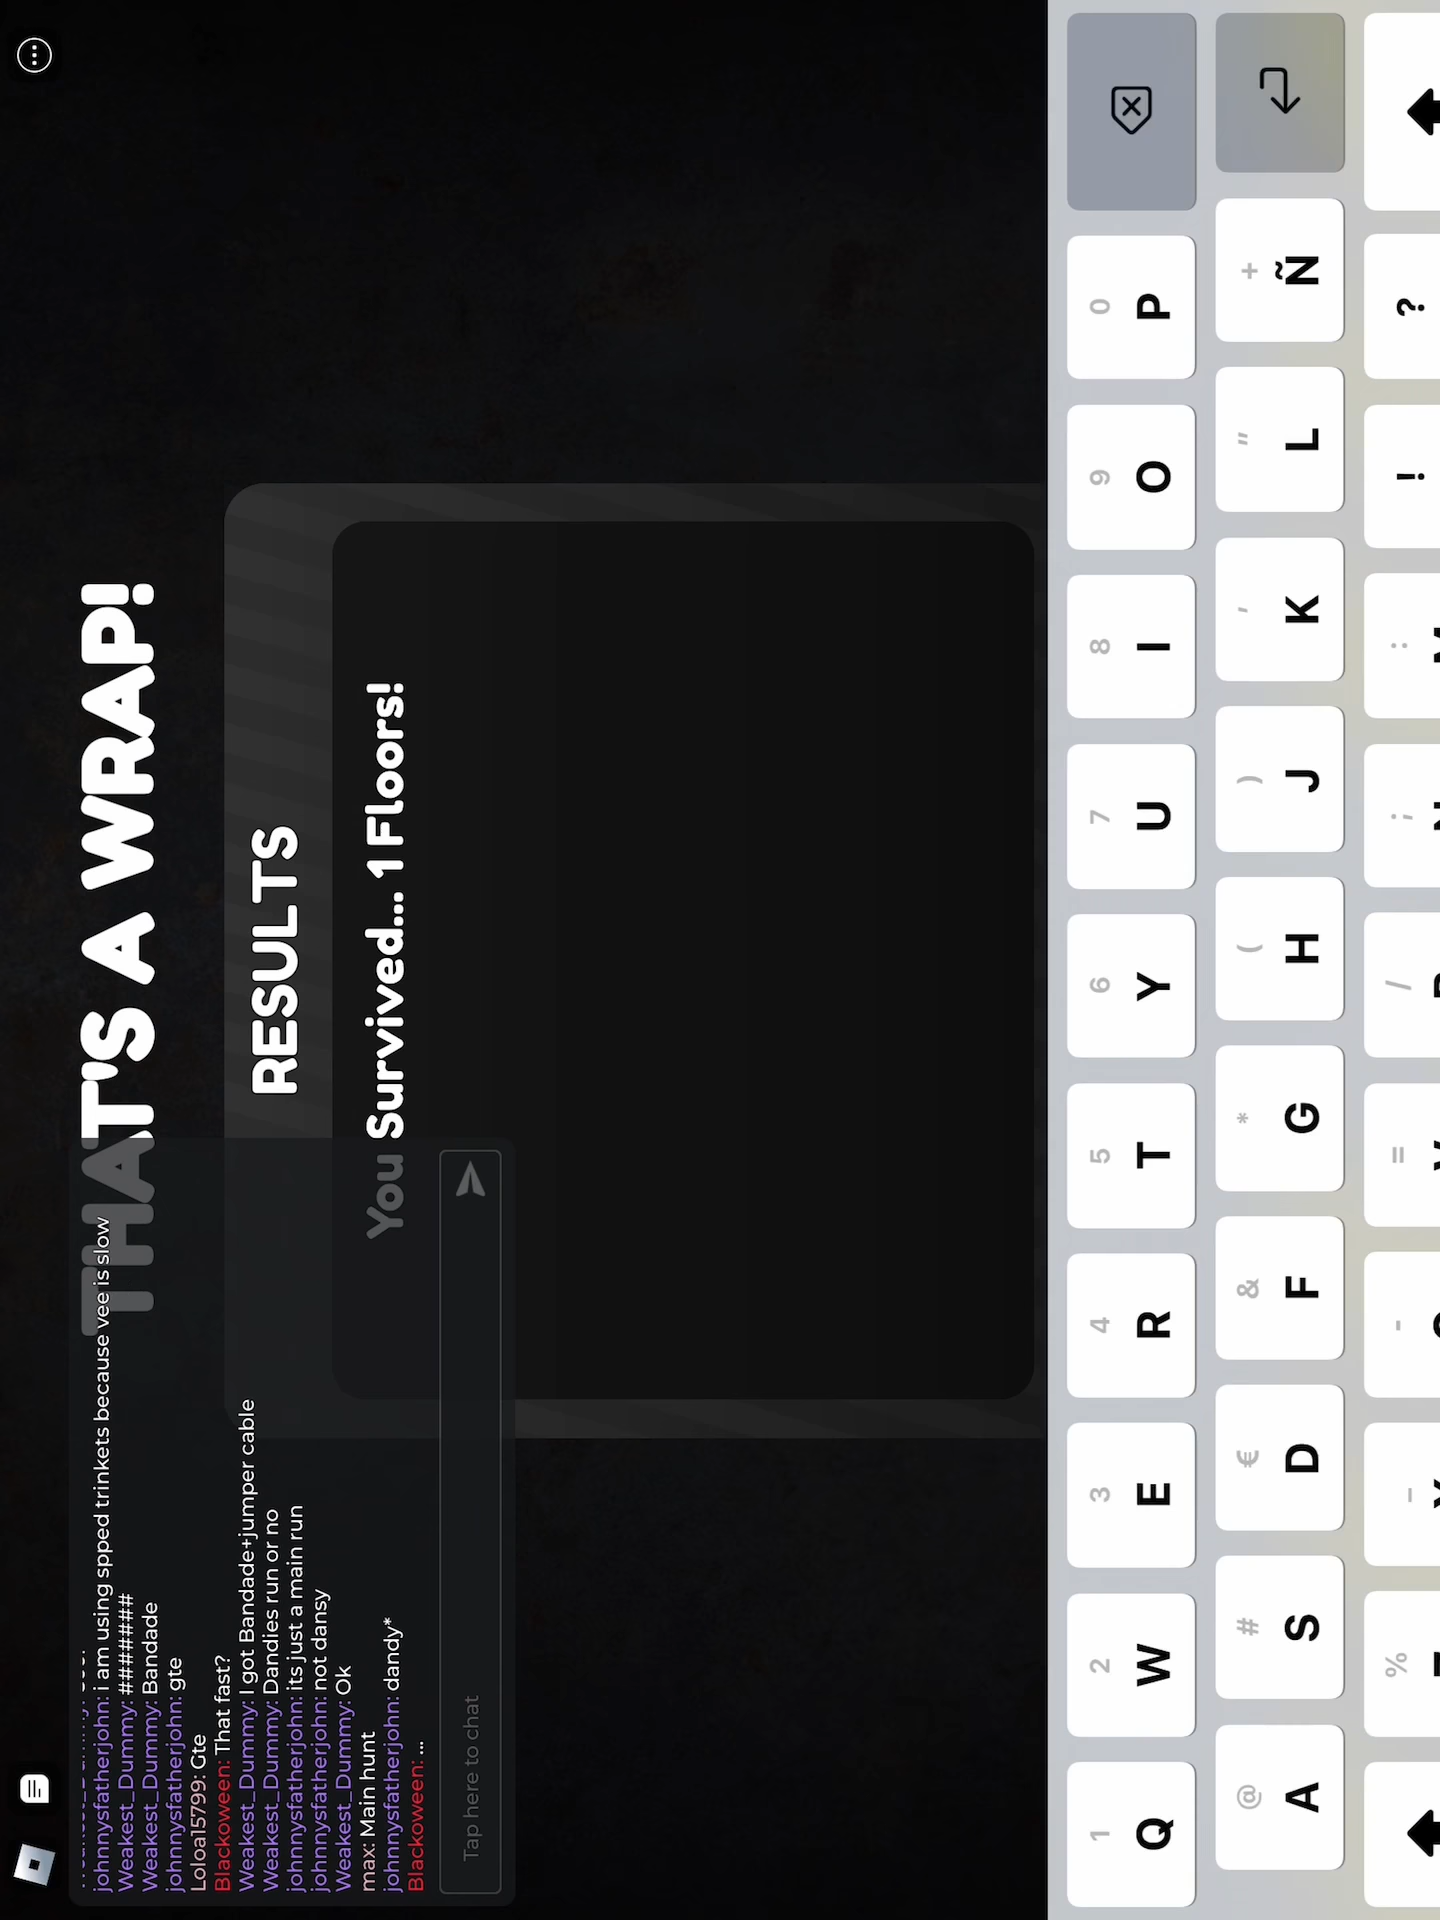 THAT'S A WRAP!
RESULTS
You Survived... 1 Floors!
johnnysfatherjohn: i am using spped trinkets because vee is slow
Weakest_Dummy: ########
Weakest_Dummy: Bandade
johnnysfatherjohn: gte
Loloa15799: Gte
Blackoween: That fast?
Weakest_Dummy: I got Bandade+jumper cable
Weakest_Dummy: Dandies run or no
johnnysfatherjohn: its just a main run
johnnysfatherjohn: not dansy
Weakest_Dummy: Ok
max: Main hunt
johnnysfatherjohn: dandy*
Blackoween: ...
Tap here to chat
1 2 3 4 5 6 7 8 9 0
Q W E R T Y U I O P
@ # € & * ( ) ' " +
A S D F G H J K L Ñ
% - = / ; : ! ?